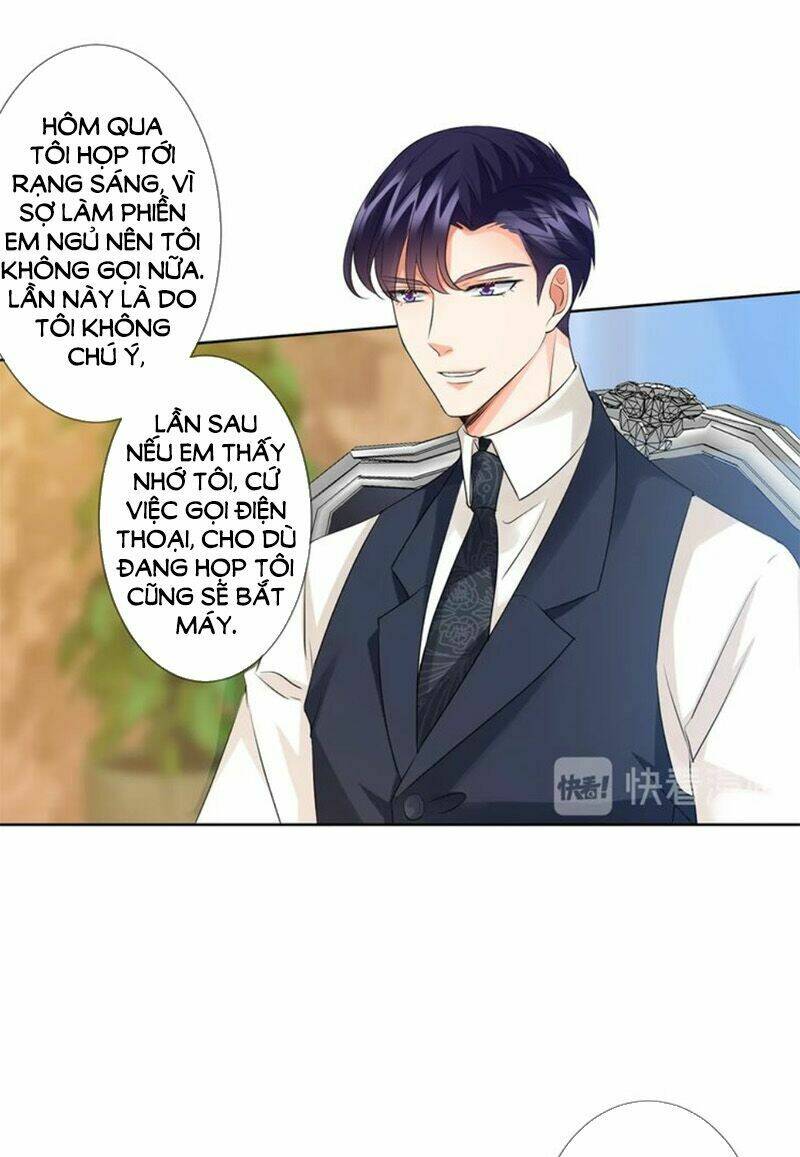 HÔM QUA
TÔI HỌP TỚI
RẠNG SÁNG, VÌ
SỢ LÀM PHIỀN
EM NGỦ NÊN TÔI
KHÔNG GỌI NỮA.
LẦN NÀY LÀ DO
TÔI KHÔNG
CHÚ Ý,
LẦN SAU
NẾU EM THẤY
NHỚ TÔI, CỨ
VIỆC GỌI ĐIỆN
THOẠI, CHO DÙ
ĐANG HỌP TÔI
CŨNG SẼ BẮT
MÁY.
快看! 快看